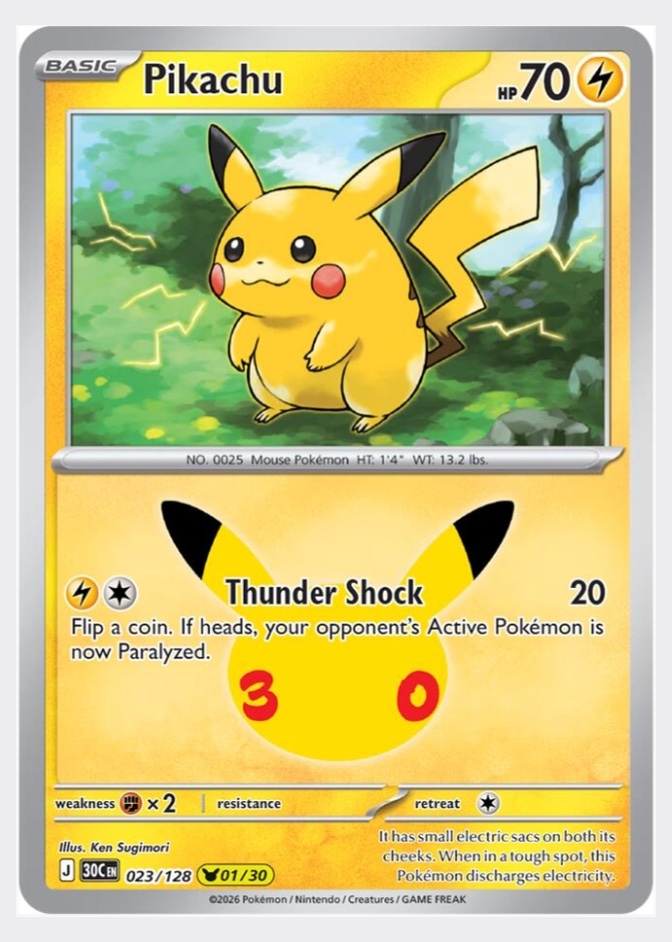 BASIC Pikachu HP 70
NO. 0025 Mouse Pokémon HT: 1'4" WT: 13.2 lbs.
Thunder Shock 20
Flip a coin. If heads, your opponent's Active Pokémon is
now Paralyzed.
3 0
weakness ×2 resistance retreat
Illus. Ken Sugimori
J 30C EN 023/128 01/30
It has small electric sacs on both its
cheeks. When in a tough spot, this
Pokémon discharges electricity.
©2026 Pokémon / Nintendo / Creatures / GAME FREAK